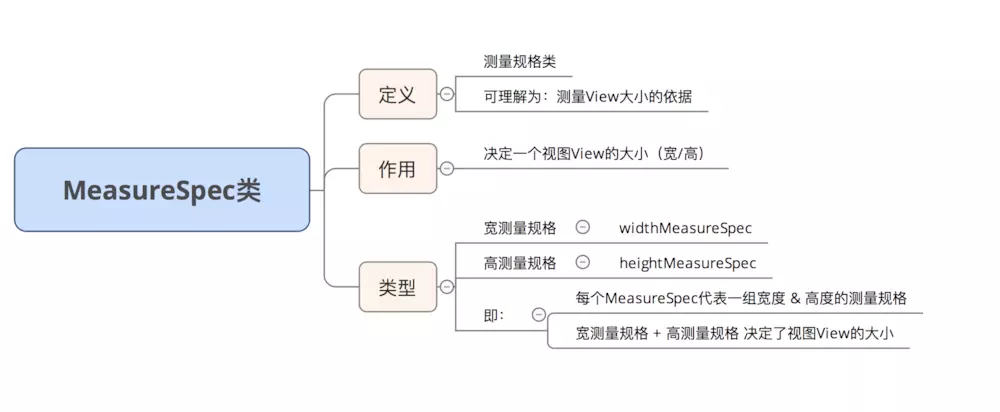 MeasureSpec类
定义
测量规格类
可理解为：测量View大小的依据
作用
决定一个视图View的大小（宽/高）
类型
宽测量规格 widthMeasureSpec
高测量规格 heightMeasureSpec
即：
每个MeasureSpec代表一组宽度 & 高度的测量规格
宽测量规格 + 高测量规格 决定了视图View的大小